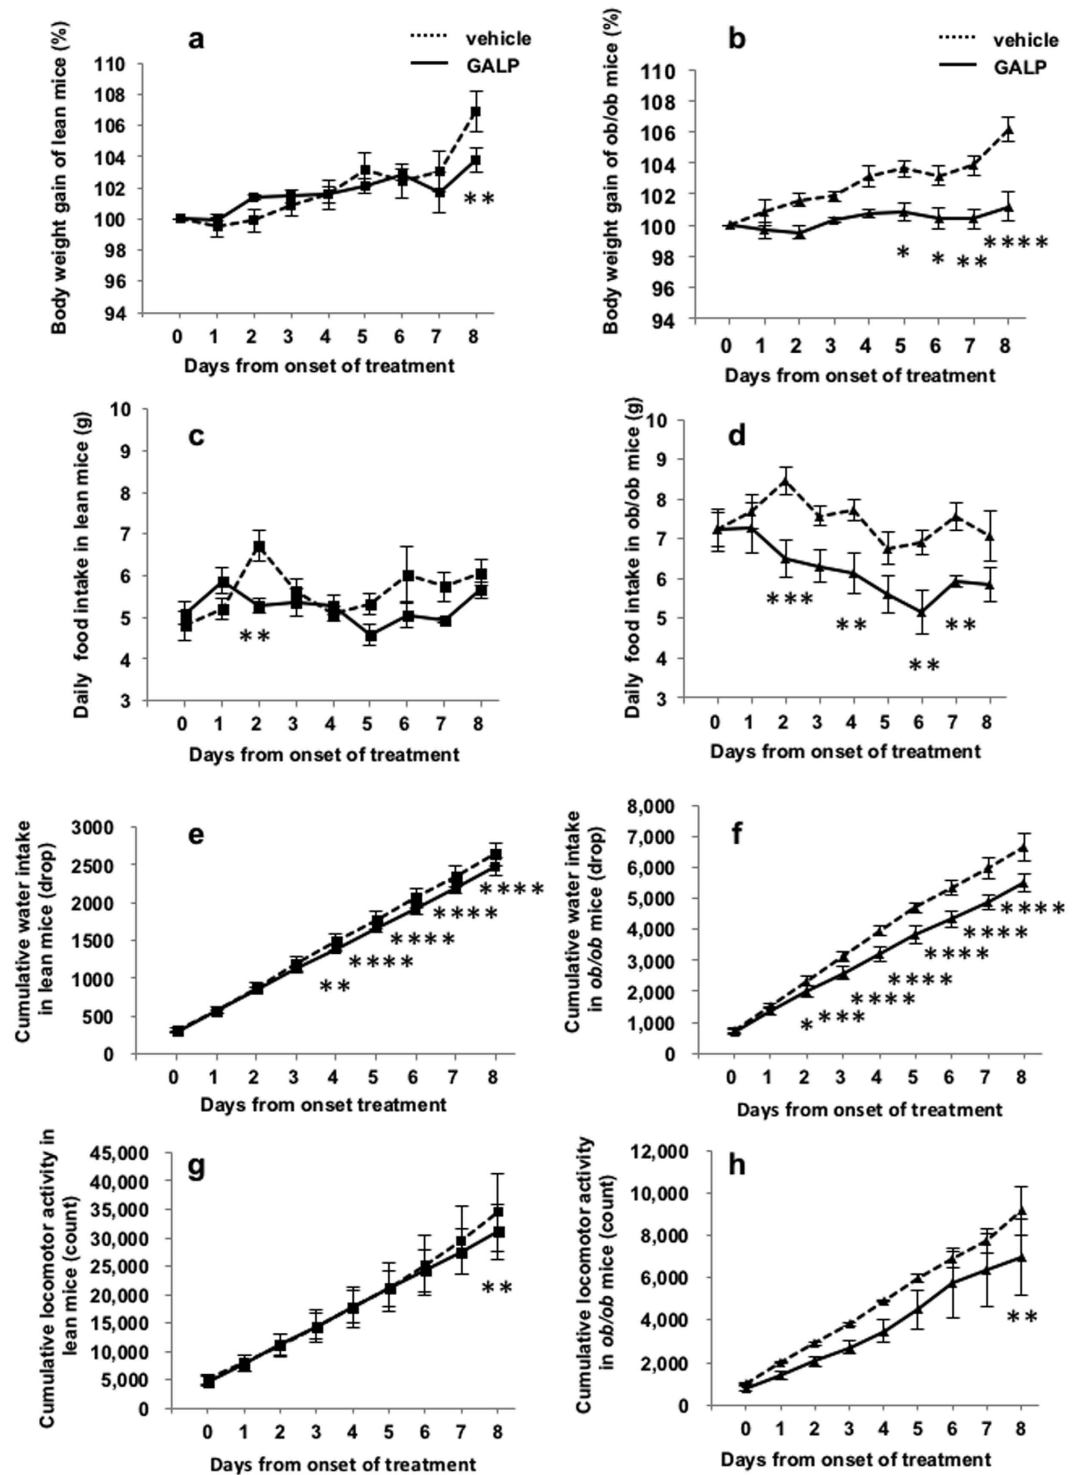 a
vehicle
GALP
Body weight gain of lean mice (%)
110
108
106
104
102
100
98
96
94
**
0 1 2 3 4 5 6 7 8
Days from onset of treatment
b
vehicle
GALP
Body weight gain of ob/ob mice (%)
110
108
106
104
102
100
98
96
94
* * ** ****
0 1 2 3 4 5 6 7 8
Days from onset of treatment
c
Daily food intake in lean mice (g)
10
9
8
7
6
5
4
3
**
0 1 2 3 4 5 6 7 8
Days from onset of treatment
d
Daily food intake in ob/ob mice (g)
10
9
8
7
6
5
4
3
*** ** ** **
0 1 2 3 4 5 6 7 8
Days from onset of treatment
e
Cumulative water intake
in lean mice (drop)
3000
2500
2000
1500
1000
500
0
** **** **** **** ****
0 1 2 3 4 5 6 7 8
Days from onset treatment
f
Cumulative water intake
in ob/ob mice (drop)
8,000
7,000
6,000
5,000
4,000
3,000
2,000
1,000
0
* *** **** **** **** **** ****
0 1 2 3 4 5 6 7 8
Days from onset of treatment
g
Cumulative locomotor activity in
lean mice (count)
45,000
40,000
35,000
30,000
25,000
20,000
15,000
10,000
5,000
0
**
0 1 2 3 4 5 6 7 8
Days from onset of treatment
h
Cumulative locomotor activity
in ob/ob mice (count)
12,000
10,000
8,000
6,000
4,000
2,000
0
**
0 1 2 3 4 5 6 7 8
Days from onset of treatment